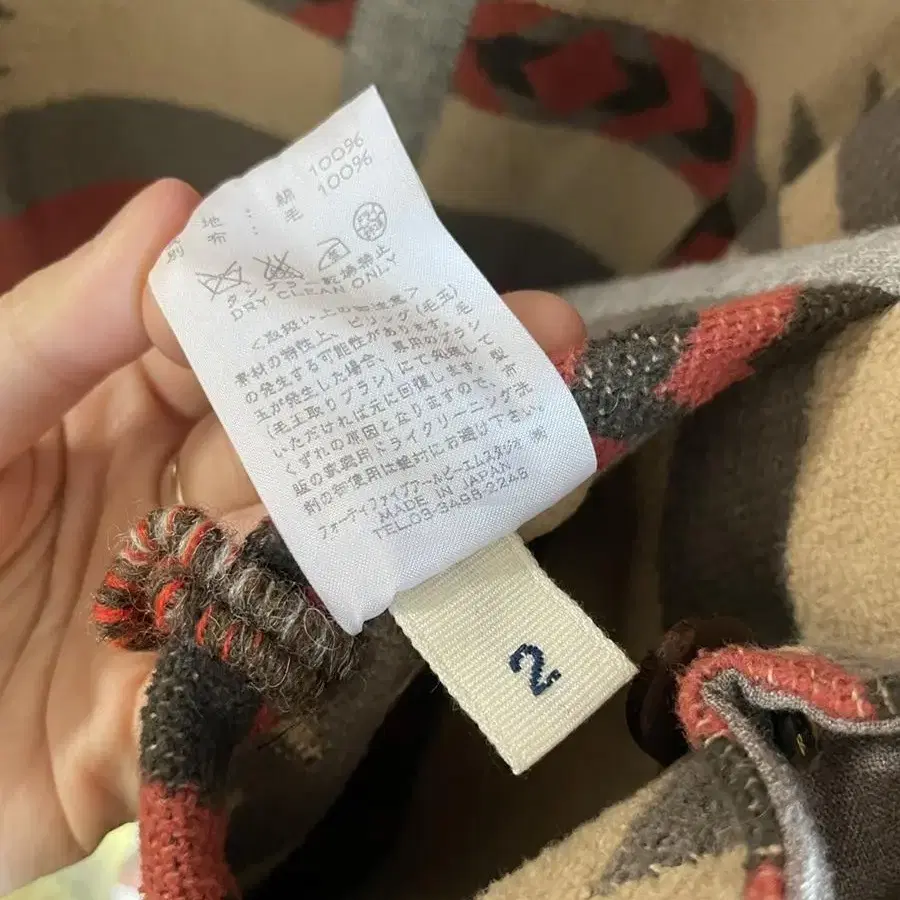 地 : 綿 100%
別 布 : 毛 100%
タンブラー乾燥禁止
DRY CLEAN ONLY
<取扱い上の御注意>
素材の特性上、ピリング(毛玉)
の発生する可能性があります。毛
玉が発生した場合、専用のブラシ
(毛玉取りブラシ)にて処理して
いただければ元に回復します。型
くずれの原因となりますので、市
販の家庭用ドライクリーニング洗
剤の御使用は絶対にお避け下さい。
フォーティファイブアールピーエムスタジオ ㈱
MADE IN JAPAN
TEL03-3498-2245
2